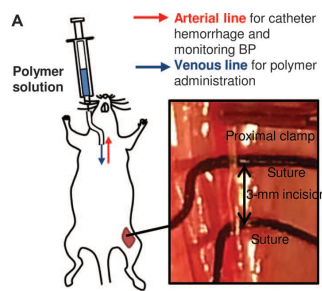 A
Arterial line for catheter
hemorrhage and
monitoring BP
Venous line for polymer
administration
Polymer
solution
Proximal clamp
Suture
3-mm incision
Suture